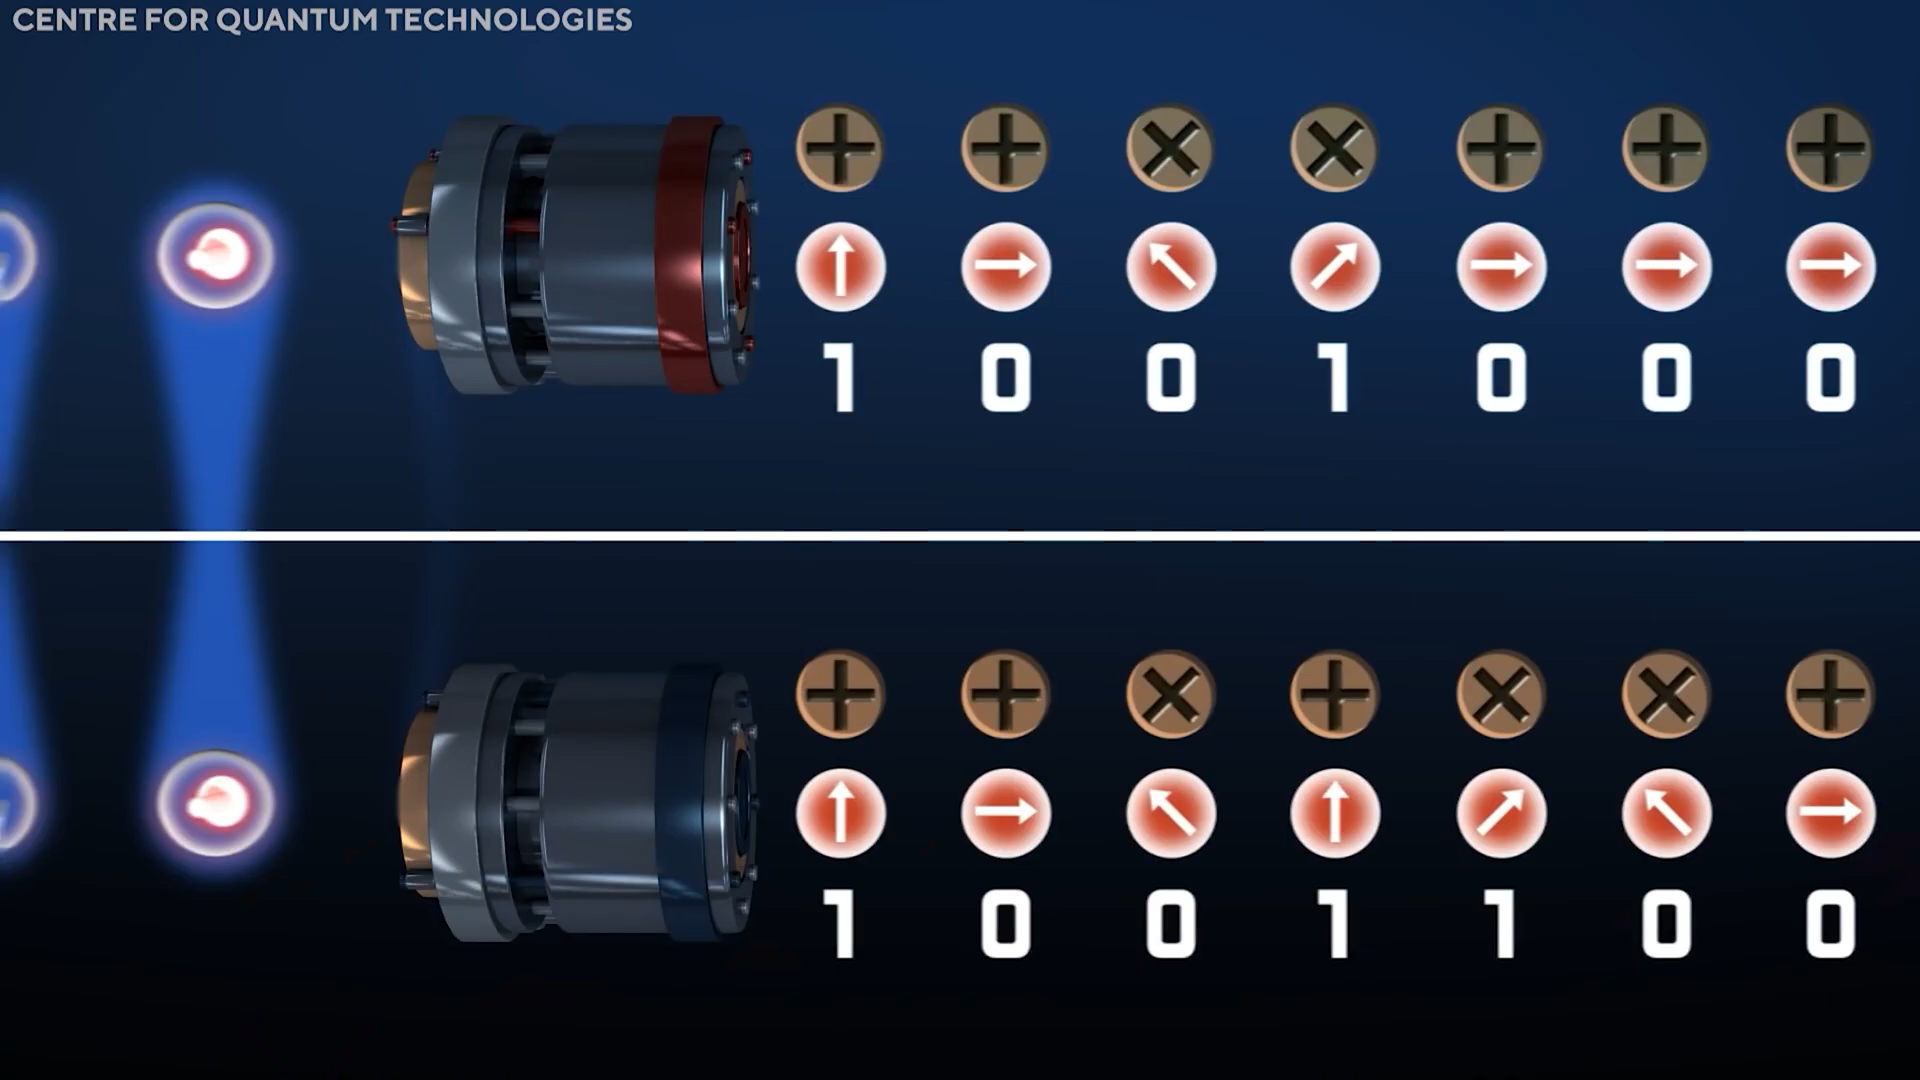 CENTRE FOR QUANTUM TECHNOLOGIES
1 0 0 1 0 0 0
1 0 0 1 1 0 0